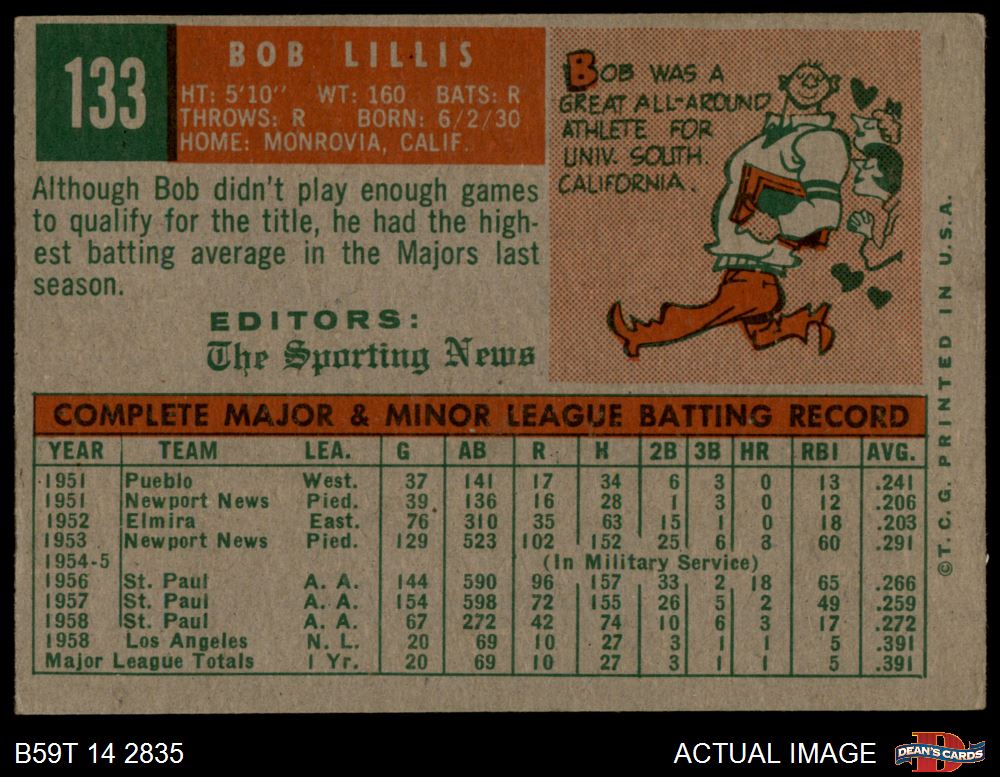 133
BOB LILLIS
HT: 5'10" WT: 160 BATS: R
THROWS: R BORN: 6/2/30
HOME: MONROVIA, CALIF.
BOB WAS A
GREAT ALL-AROUND
ATHLETE FOR
UNIV. SOUTH.
CALIFORNIA.
Although Bob didn't play enough games
to qualify for the title, he had the high-
est batting average in the Majors last
season.
EDITORS:
The Sporting News
COMPLETE MAJOR & MINOR LEAGUE BATTING RECORD
YEAR TEAM LEA. G AB R H 2B 3B HR RBI AVG.
1951 Pueblo West. 37 141 17 34 6 3 0 13 .241
1951 Newport News Pied. 39 136 16 28 1 3 0 12 .206
1952 Elmira East. 76 310 35 63 15 1 0 18 .203
1953 Newport News Pied. 129 523 102 152 25 6 3 60 .291
1954-5 (In Military Service)
1956 St. Paul A. A. 144 590 96 157 33 2 18 65 .266
1957 St. Paul A. A. 154 598 72 155 26 5 2 49 .259
1958 St. Paul A. A. 67 272 42 74 10 6 3 17 .272
1958 Los Angeles N. L. 20 69 10 27 3 1 1 5 .391
Major League Totals 1 Yr. 20 69 10 27 3 1 1 5 .391
©T.C.G. PRINTED IN U.S.A.
B59T 14 2835
ACTUAL IMAGE
D
DEAN'S CARDS